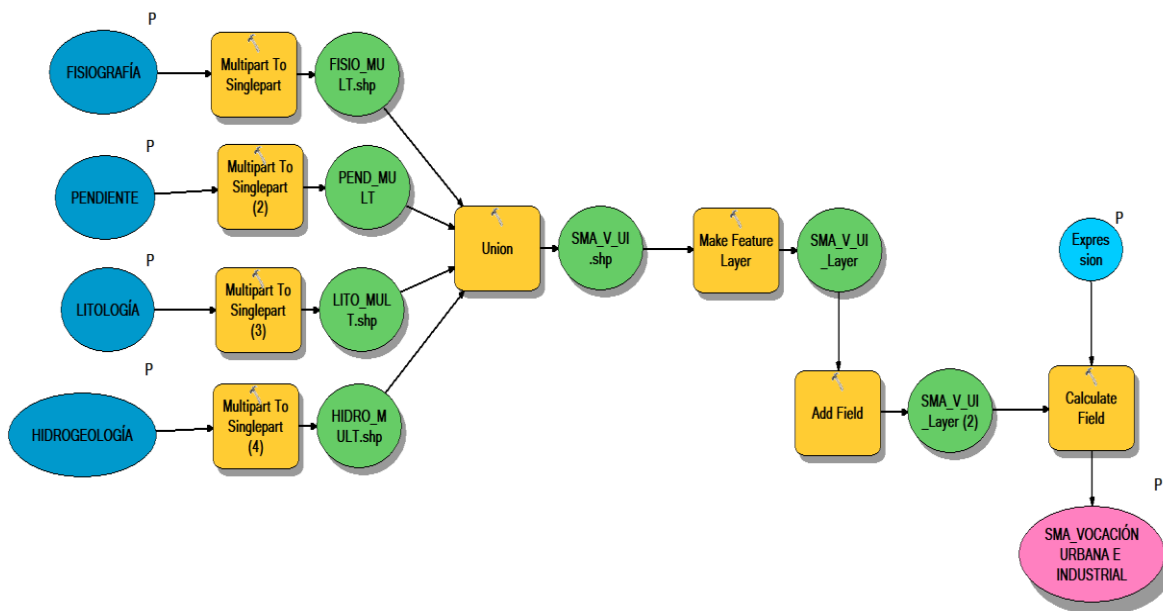 P
FISIOGRAFÍA
Multipart To
Singlepart
FISIO_MU
LT.shp
P
PENDIENTE
Multipart To
Singlepart
(2)
PEND_MU
LT
P
LITOLOGÍA
Multipart To
Singlepart
(3)
LITO_MUL
T.shp
P
HIDROGEOLOGÍA
Multipart To
Singlepart
(4)
HIDRO_M
ULT.shp
Union
SMA_V_UI
.shp
Make Feature
Layer
SMA_V_UI
_Layer
Add Field
SMA_V_UI
_Layer (2)
P
Expres
sion
Calculate
Field
P
SMA_VOCACIÓN
URBANA E
INDUSTRIAL